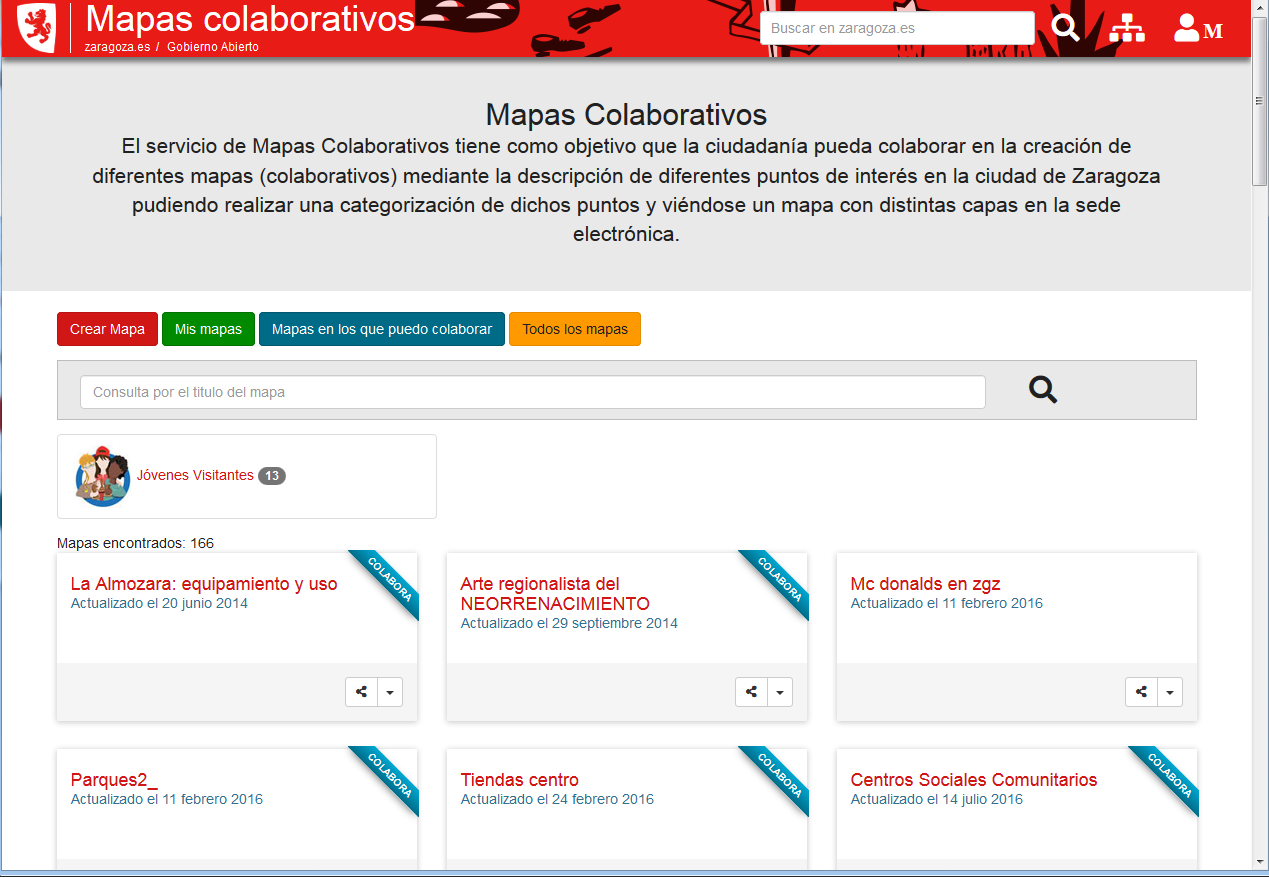 Mapas colaborativos
zaragoza.es / Gobierno Abierto
Buscar en zaragoza.es
M
Mapas Colaborativos
El servicio de Mapas Colaborativos tiene como objetivo que la ciudadanía pueda colaborar en la creación de
diferentes mapas (colaborativos) mediante la descripción de diferentes puntos de interés en la ciudad de Zaragoza
pudiendo realizar una categorización de dichos puntos y viéndose un mapa con distintas capas en la sede
electrónica.
Crear Mapa Mis mapas Mapas en los que puedo colaborar Todos los mapas
Consulta por el titulo del mapa
Jóvenes Visitantes 13
Mapas encontrados: 166
La Almozara: equipamiento y uso
Actualizado el 20 junio 2014
COLABORA
Arte regionalista del
NEORRENACIMIENTO
Actualizado el 29 septiembre 2014
COLABORA
Mc donalds en zgz
Actualizado el 11 febrero 2016
Parques2_
Actualizado el 11 febrero 2016
COLABORA
Tiendas centro
Actualizado el 24 febrero 2016
COLABORA
Centros Sociales Comunitarios
Actualizado el 14 julio 2016
COLABORA